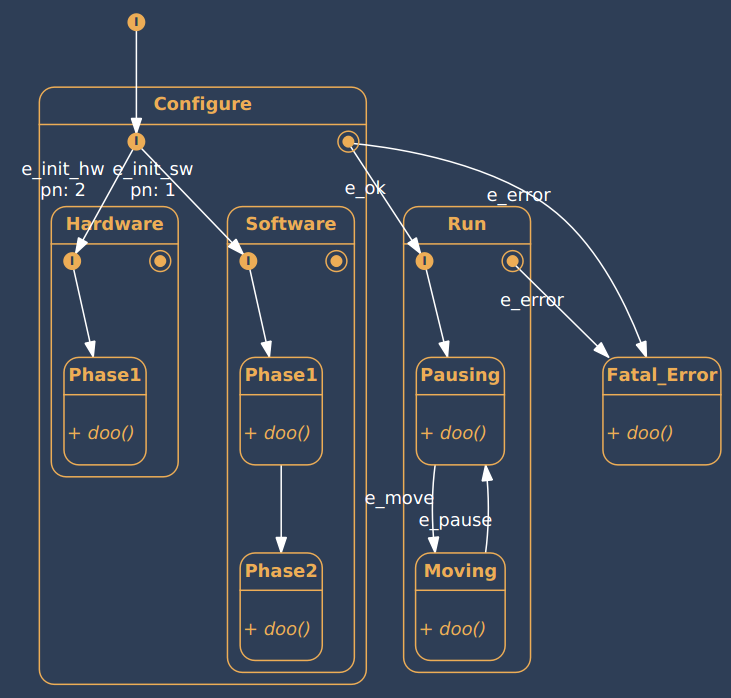 I
Configure
I
e_init_hw
pn: 2
e_init_sw
pn: 1
e_ok
e_error
Hardware
Software
Run
I
I
I
e_error
Phase1
+ doo()
Phase1
+ doo()
Pausing
+ doo()
Fatal_Error
+ doo()
e_move
e_pause
Phase2
+ doo()
Moving
+ doo()